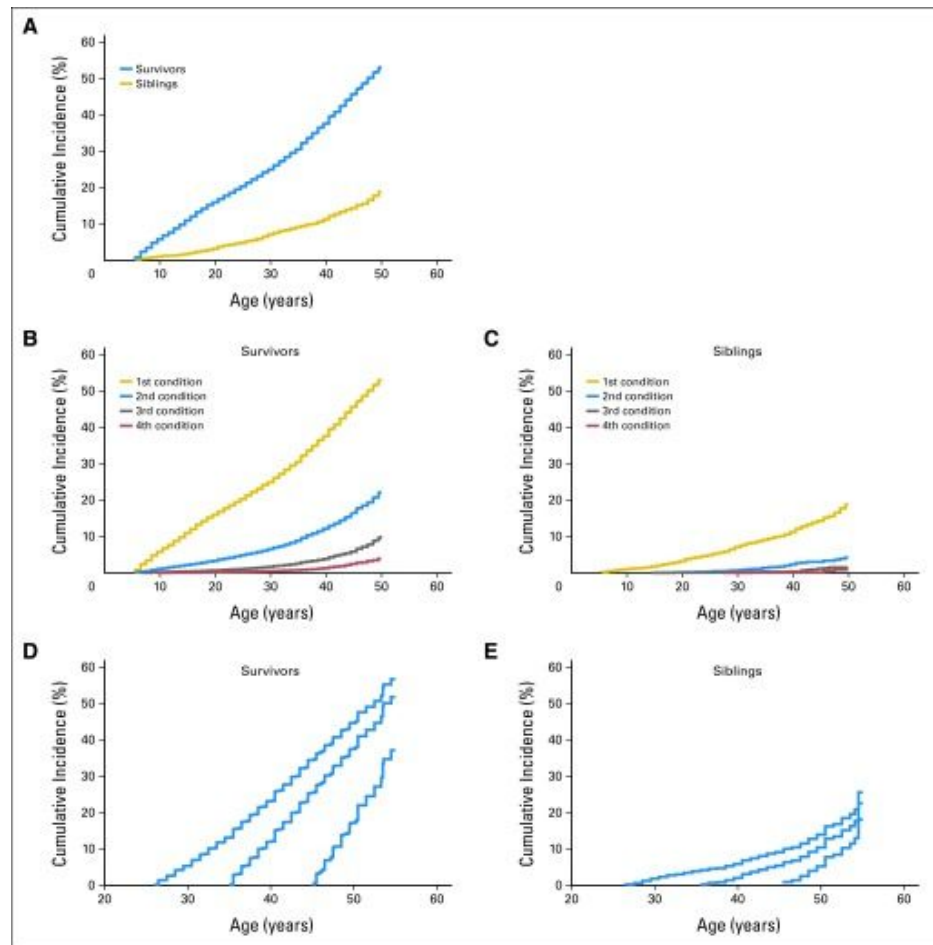 A
Cumulative Incidence (%)
60
50
40
30
20
10
0
Survivors
Siblings
10 20 30 40 50 60
Age (years)
B
Survivors
Cumulative Incidence (%)
60
50
40
30
20
10
0
1st condition
2nd condition
3rd condition
4th condition
10 20 30 40 50 60
Age (years)
C
Siblings
Cumulative Incidence (%)
60
50
40
30
20
10
0
1st condition
2nd condition
3rd condition
4th condition
10 20 30 40 50 60
Age (years)
D
Survivors
Cumulative Incidence (%)
60
50
40
30
20
10
0
20 30 40 50 60
Age (years)
E
Siblings
Cumulative Incidence (%)
60
50
40
30
20
10
0
20 30 40 50 60
Age (years)